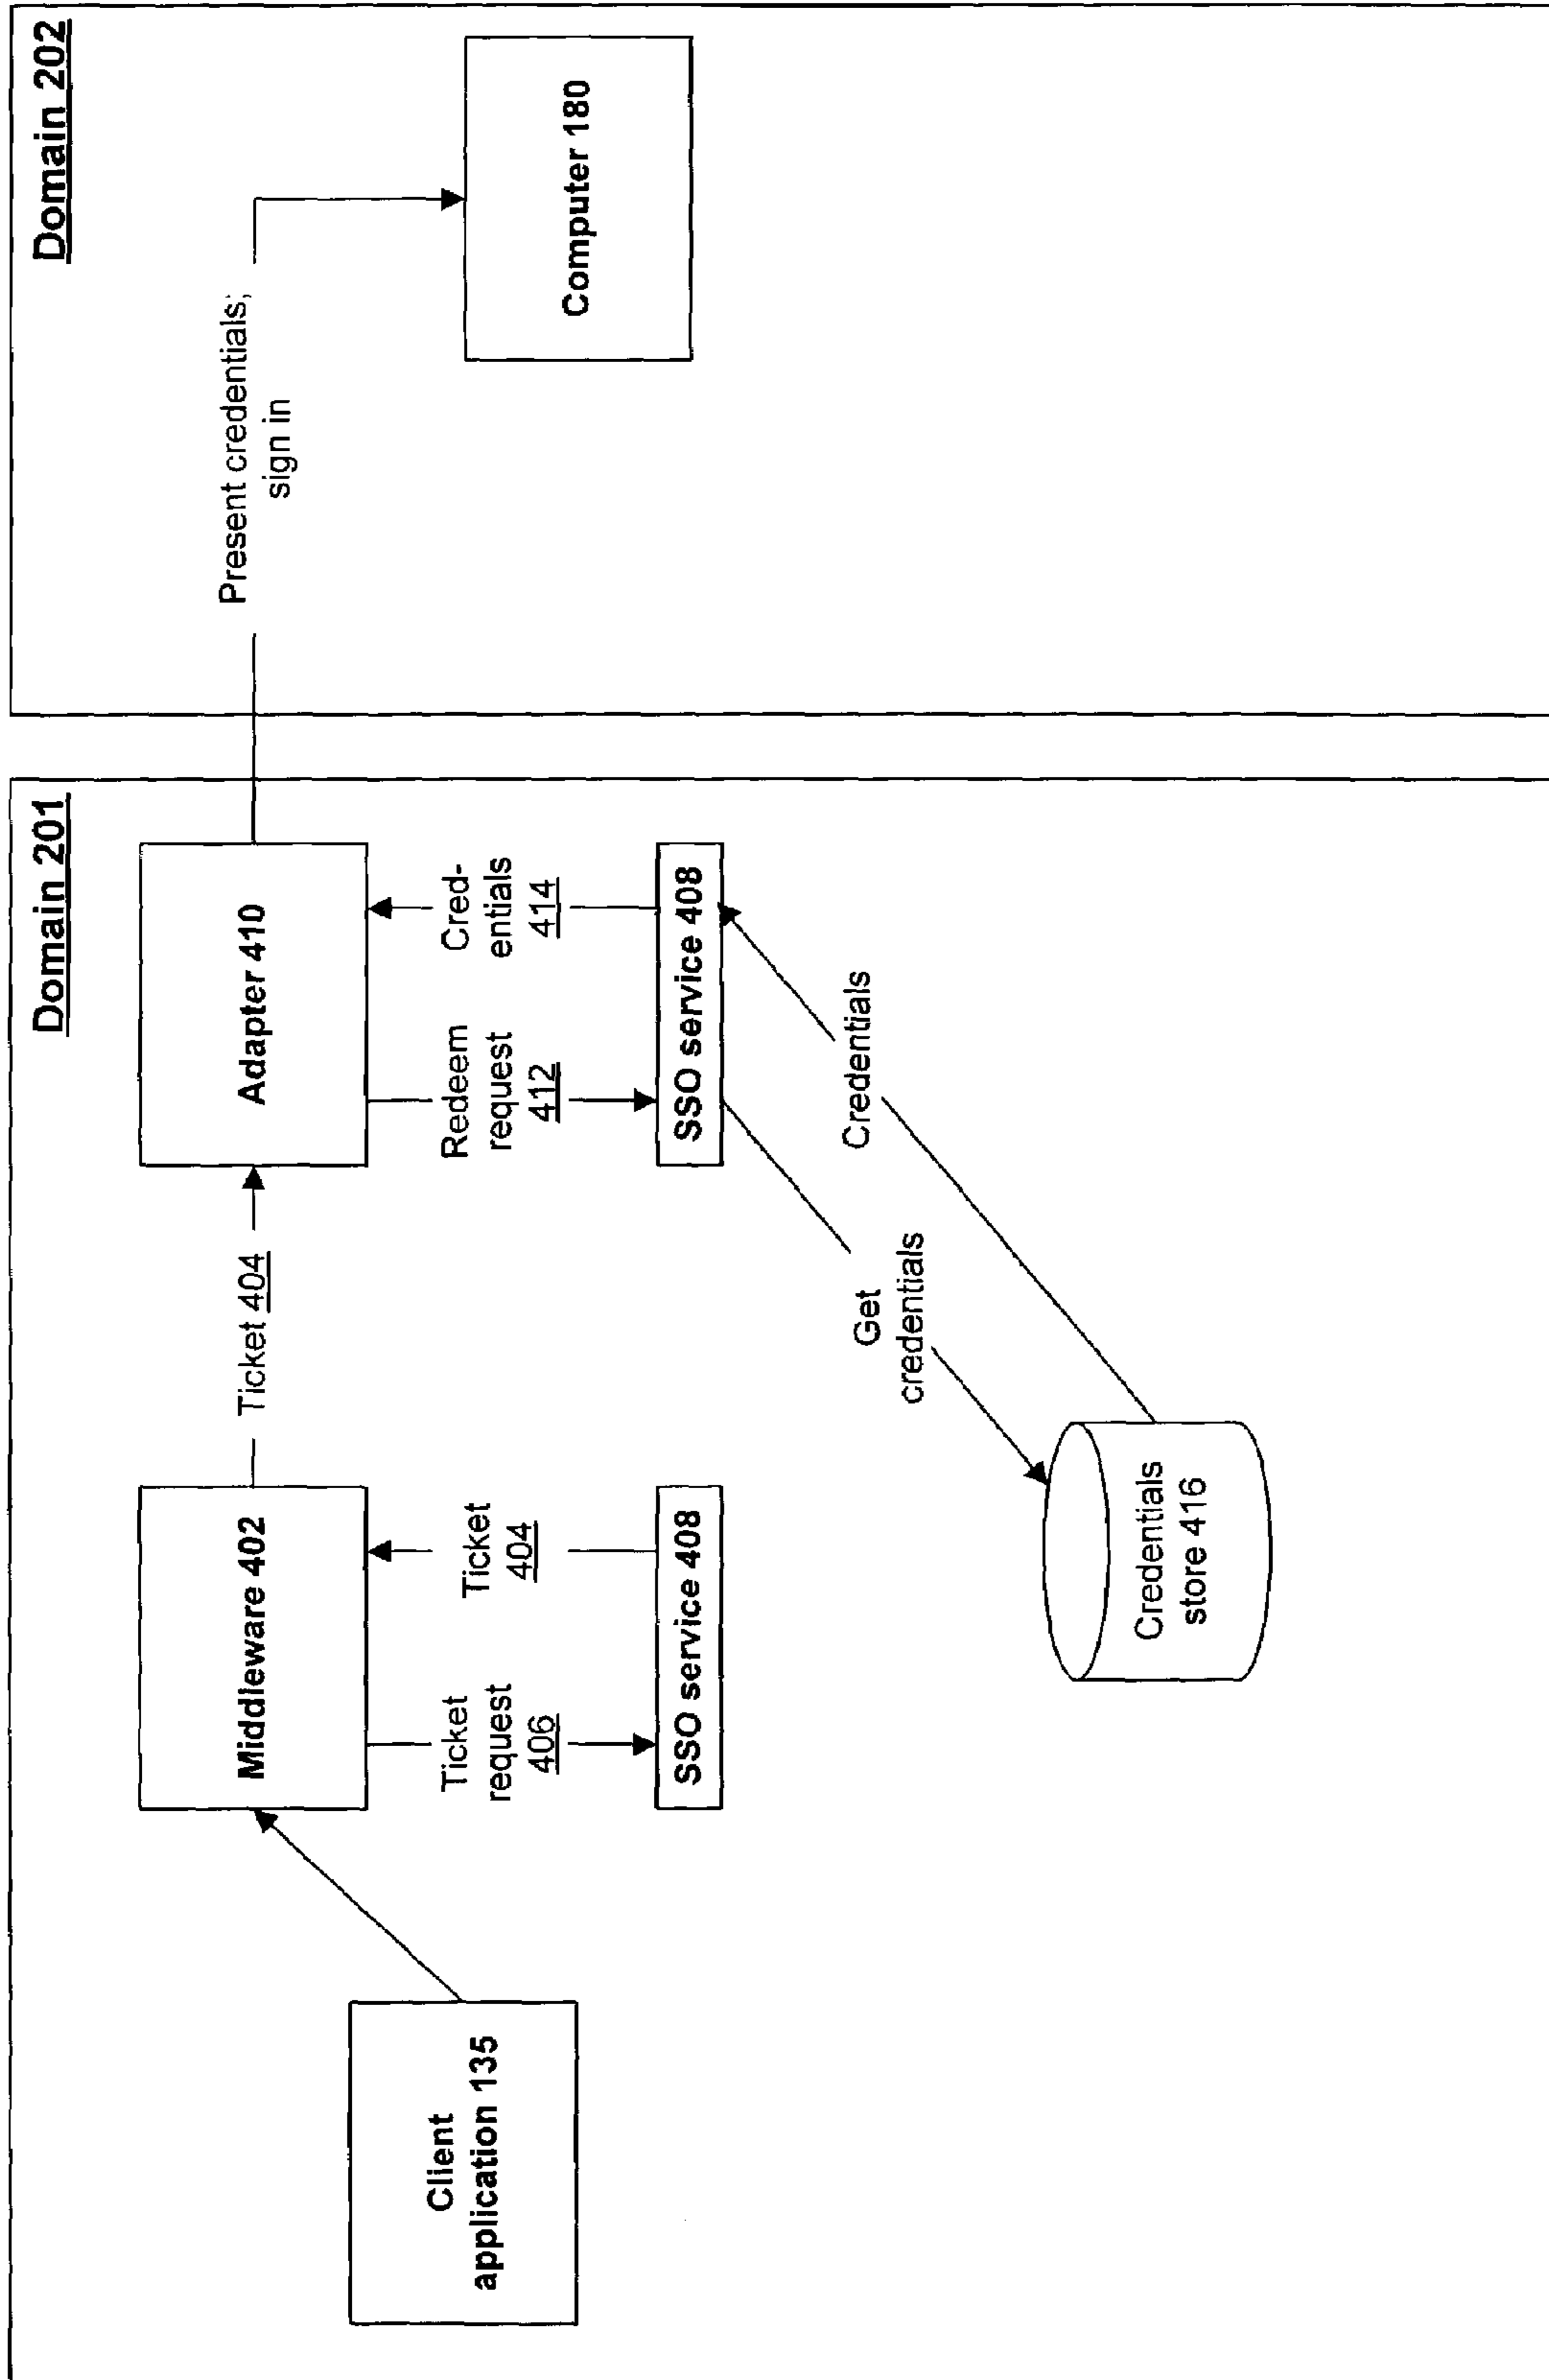 Domain 201
Domain 202
Client
application 135
Middleware 402
Ticket
request
406
Ticket
404
SSO service 408
Ticket 404
Adapter 410
Redeem
request
412
Cred-
entials
414
SSO service 408
Get
credentials
Credentials
Credentials
store 416
Present credentials;
sign in
Computer 180